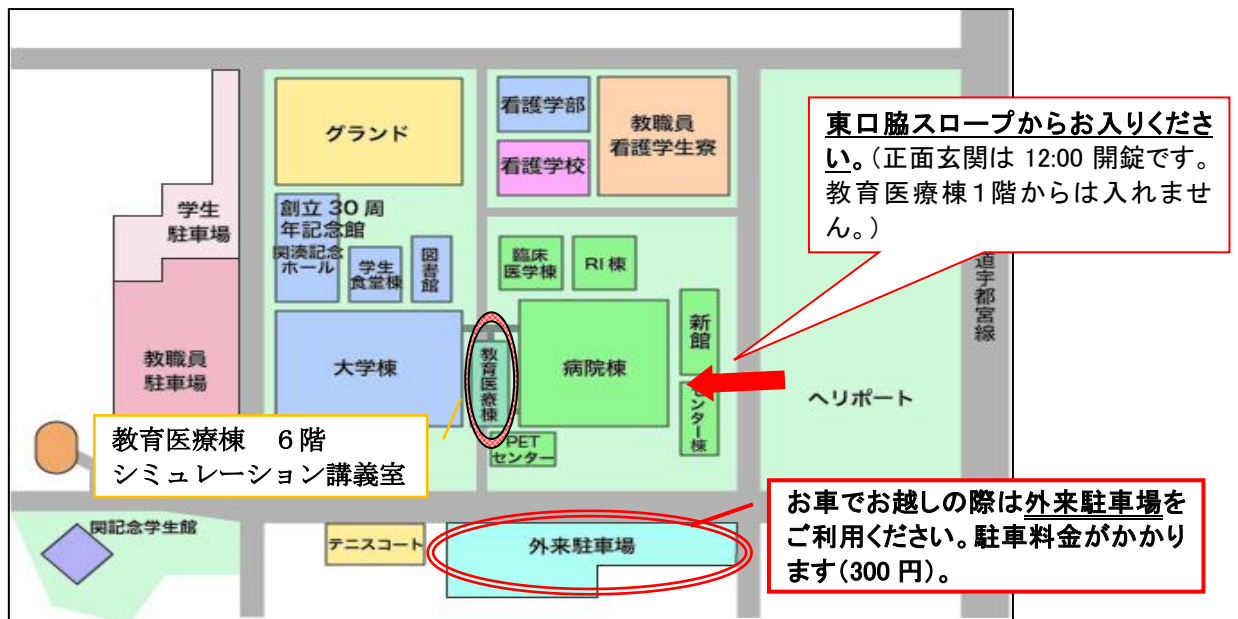 グランド
看護学部
看護学校
教職員
看護学生寮
東口脇スロープからお入りくださ
い。(正面玄関は 12:00 開錠です。
教育医療棟1階からは入れませ
ん。)
学生
駐車場
創立 30 周
年記念館
関湊記念
ホール
学生
食堂棟
図書館
臨床
医学棟
RI 棟
新館
道宇都宮線
教職員
駐車場
大学棟
教育医療棟
病院棟
センター棟
ヘリポート
教育医療棟 6階
シミュレーション講義室
PET
センター
関記念学生館
テニスコート
外来駐車場
お車でお越しの際は外来駐車場を
ご利用ください。駐車料金がかかり
ます(300 円)。